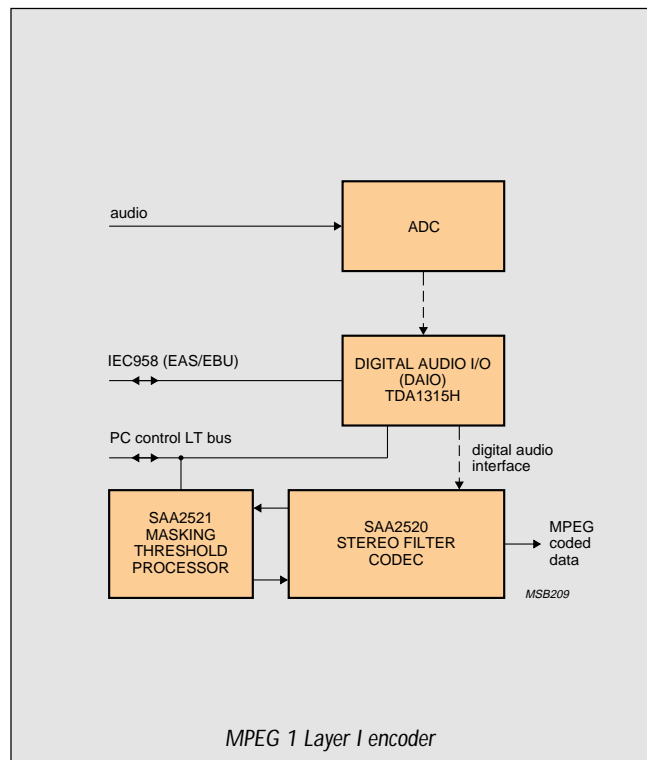 audio
ADC
IEC958 (EAS/EBU)
DIGITAL AUDIO I/O
(DAIO)
TDA1315H
PC control LT bus
digital audio
interface
SAA2521
MASKING
THRESHOLD
PROCESSOR
SAA2520
STEREO FILTER
CODEC
MPEG
coded
data
MSB209
MPEG 1 Layer I encoder